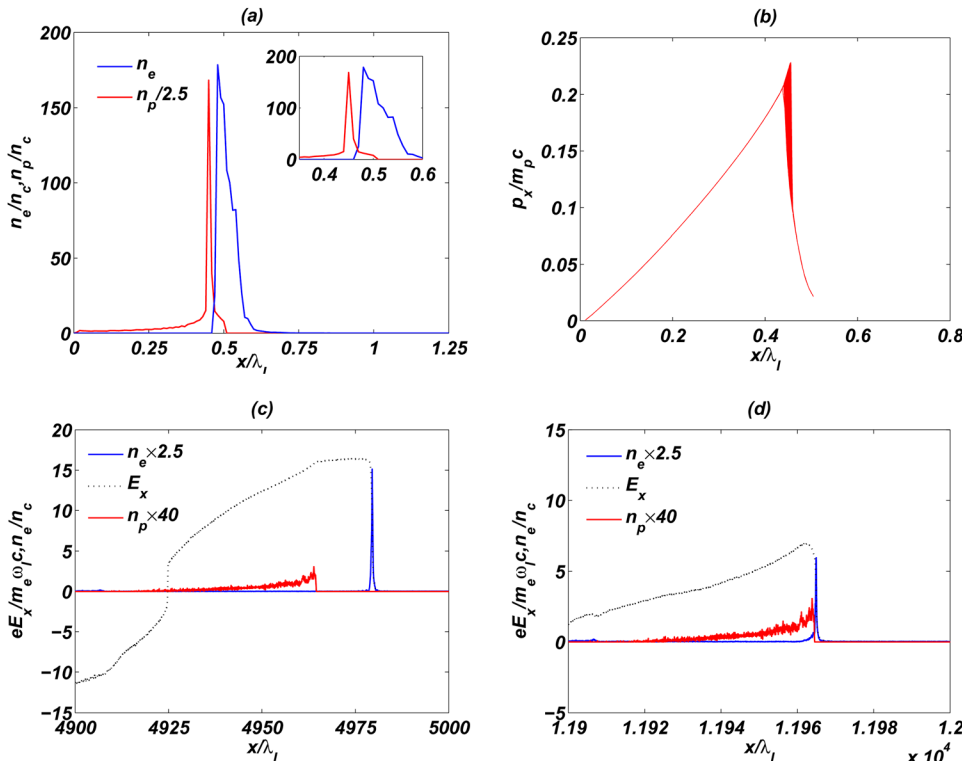 (a)
200
150
100
50
0
n_e/n_c,n_p/n_c
n_e
n_p/2.5
200
100
0
0.4 0.5 0.6
0 0.25 0.5 0.75 1 1.25
x/λ_l
(b)
0.25
0.2
0.15
0.1
0.05
0
p_x/m_p c
0 0.2 0.4 0.6 0.8
x/λ_l
(c)
20
15
10
5
0
−5
−10
−15
eE_x/m_e ω_l c,n_e/n_c
n_e×2.5
E_x
n_p×40
4900 4925 4950 4975 5000
x/λ_l
(d)
15
10
5
0
−5
eE_x/m_e ω_l c,n_e/n_c
n_e×2.5
E_x
n_p×40
1.19 1.192 1.194 1.196 1.198 1.2
x/λ_l
x 10^4